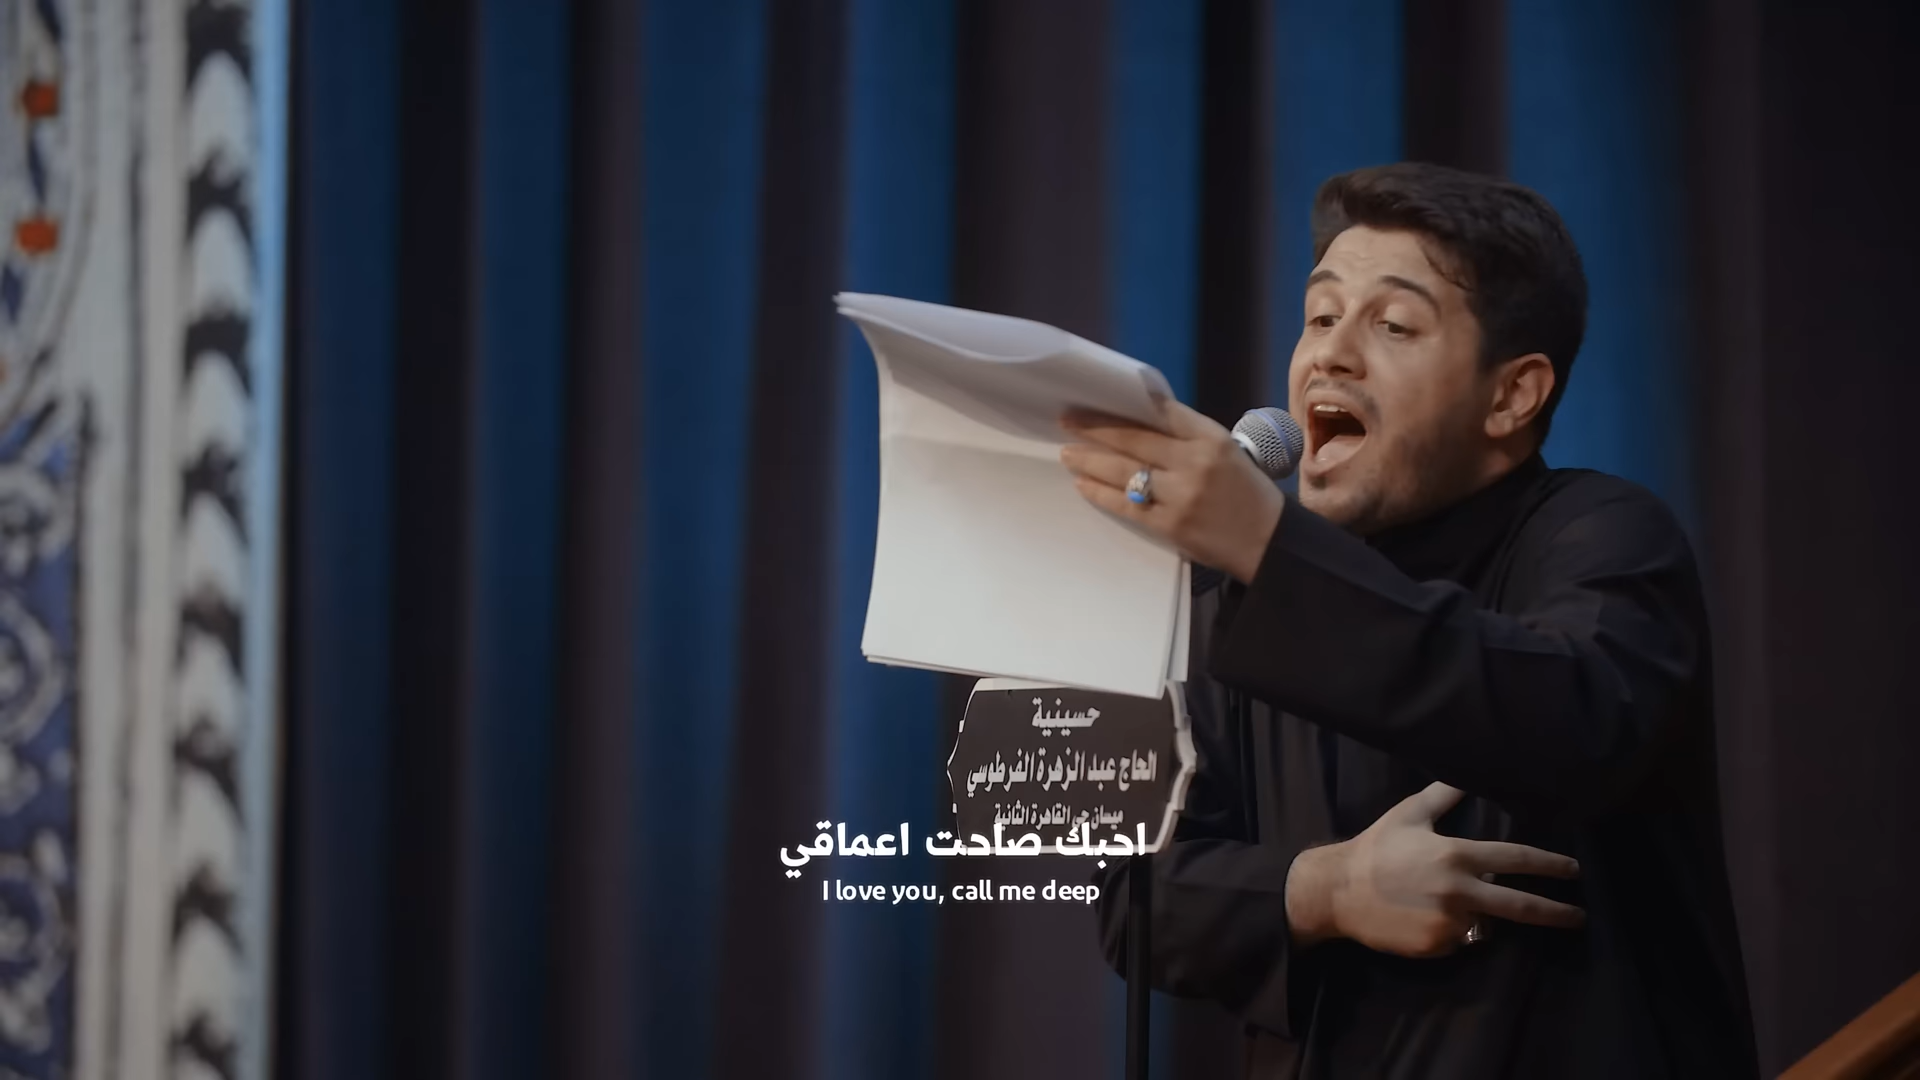 حسينية
الحاج عبد الزهرة الفرطوسي
ميسان حي القاهرة الثانية
احبك صاحت اعماقي
I love you, call me deep